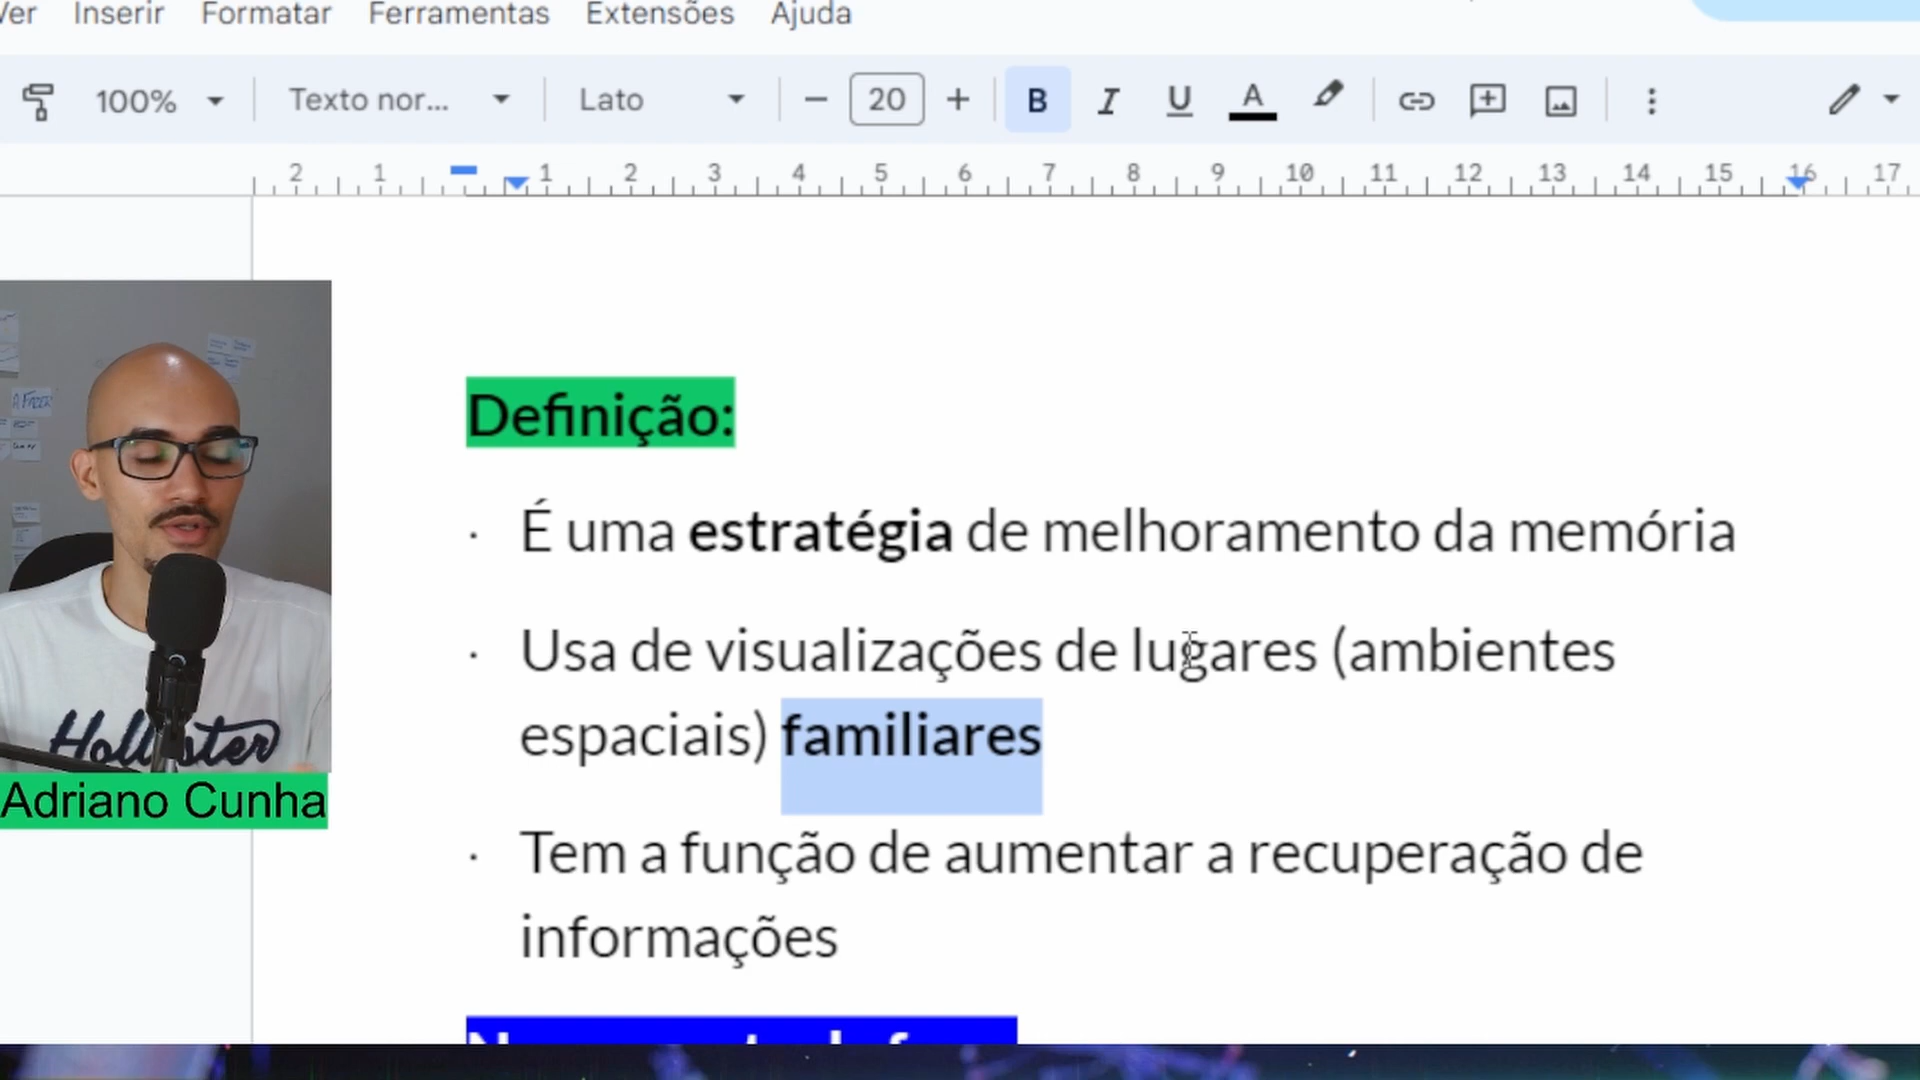 Ver Inserir Formatar Ferramentas Extensões Ajuda
100% Texto nor... Lato 20 B I U A
2 1 1 2 3 4 5 6 7 8 9 10 11 12 13 14 15 16 17
Definição:
A FAZER
· É uma estratégia de melhoramento da memória
· Usa de visualizações de lugares (ambientes
espaciais) familiares
Hollister
Adriano Cunha
· Tem a função de aumentar a recuperação de
informações